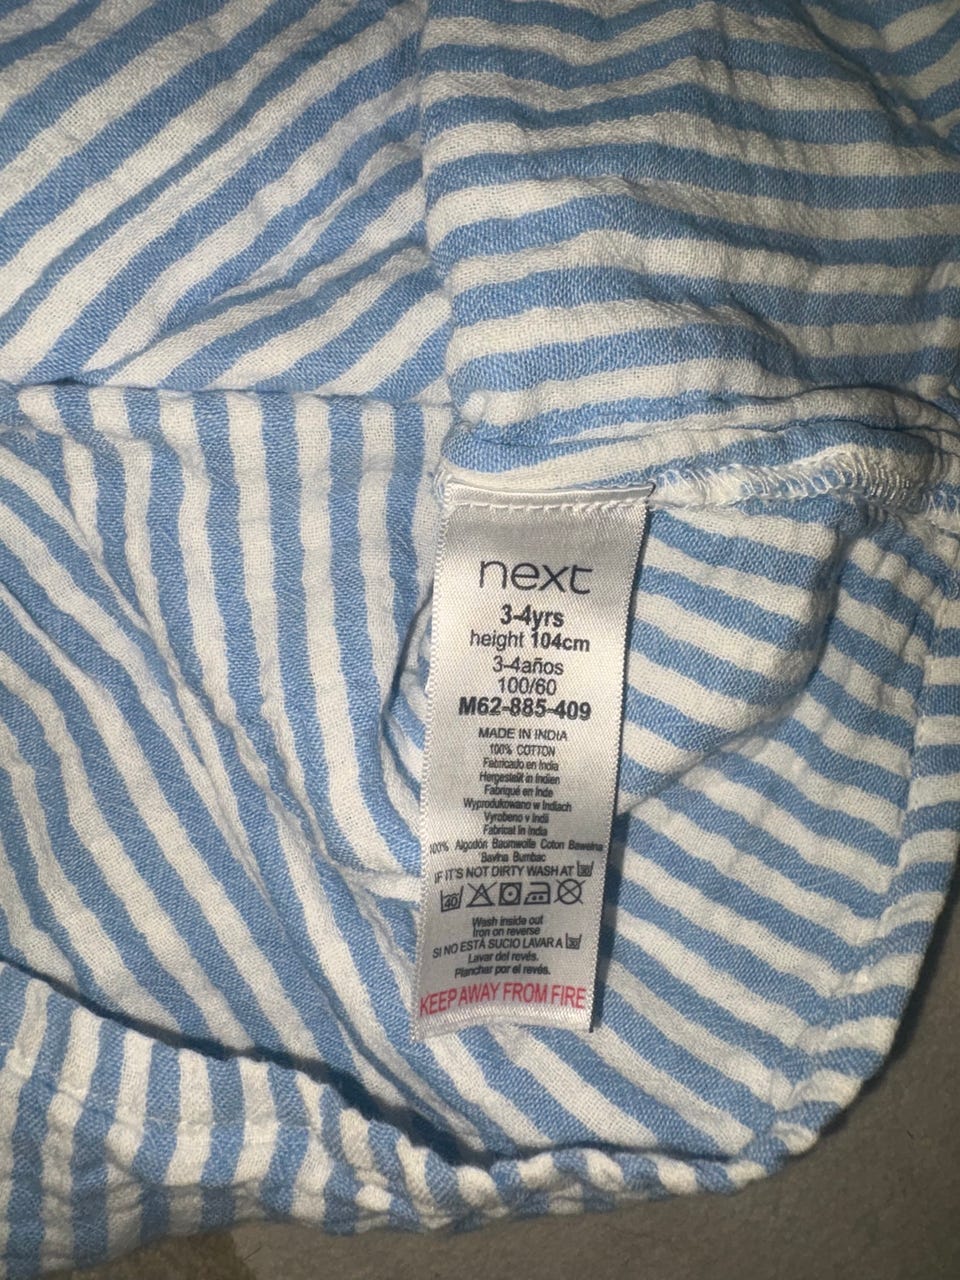 next
3-4yrs
height 104cm
3-4años
100/60
M62-885-409
MADE IN INDIA
100% COTTON
Fabricado en India
Hergestellt in Indien
Fabriqué en Inde
Wyprodukowano w Indiach
Vyrobeno v Indii
Fabricat în India
100% Algodón Baumwolle Coton Bawełna
Bavlna Bumbac
IF IT'S NOT DIRTY WASH AT 30
40
Wash inside out
Iron on reverse
SI NO ESTÁ SUCIO LAVAR A 30
Lavar del revés.
Planchar por el revés.
KEEP AWAY FROM FIRE